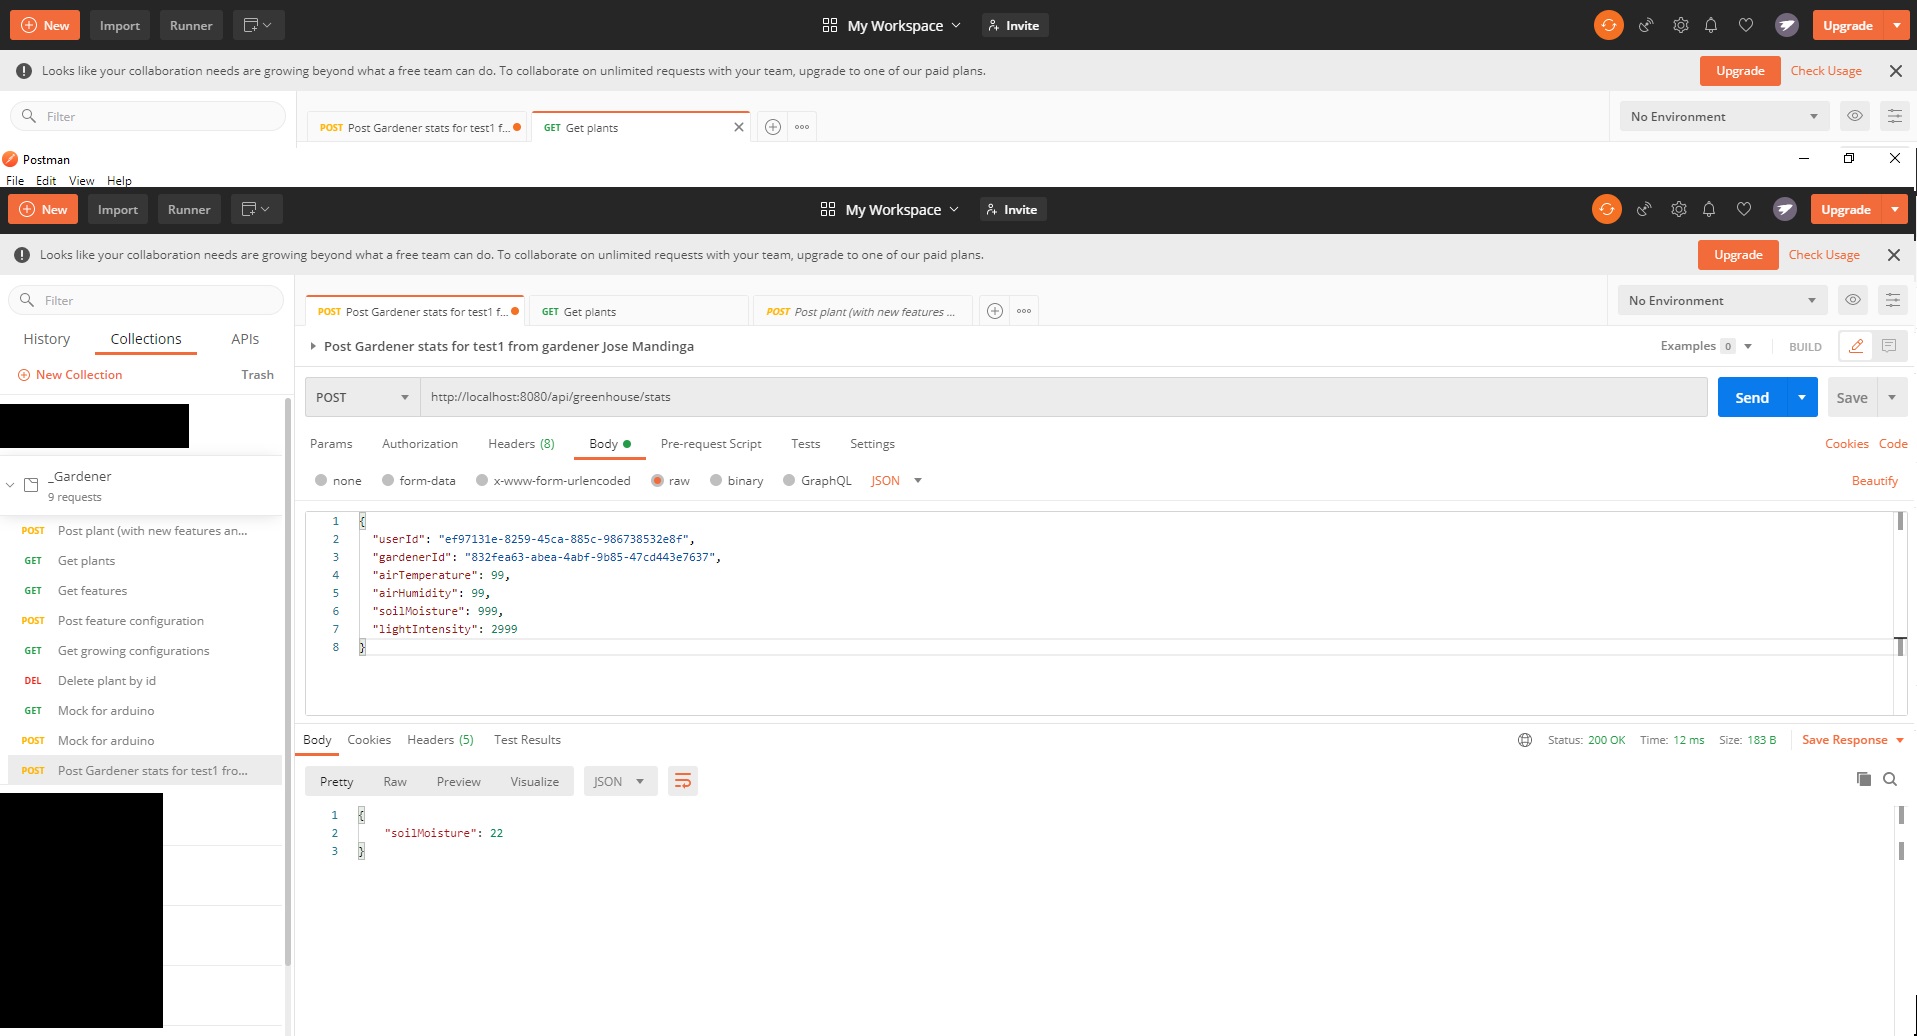 New Import Runner My Workspace Invite Upgrade
Looks like your collaboration needs are growing beyond what a free team can do. To collaborate on unlimited requests with your team, upgrade to one of our paid plans. Upgrade Check Usage
Filter POST Post Gardener stats for test1 f... GET Get plants No Environment
Postman
File Edit View Help
New Import Runner My Workspace Invite Upgrade
Looks like your collaboration needs are growing beyond what a free team can do. To collaborate on unlimited requests with your team, upgrade to one of our paid plans. Upgrade Check Usage
Filter
History Collections APIs
New Collection Trash
_Gardener
9 requests
POST Post plant (with new features an...
GET Get plants
GET Get features
POST Post feature configuration
GET Get growing configurations
DEL Delete plant by id
GET Mock for arduino
POST Mock for arduino
POST Post Gardener stats for test1 fro...
POST Post Gardener stats for test1 f... GET Get plants POST Post plant (with new features ... No Environment
Post Gardener stats for test1 from gardener Jose Mandinga Examples 0 BUILD
POST http://localhost:8080/api/greenhouse/stats Send Save
Params Authorization Headers (8) Body Pre-request Script Tests Settings Cookies Code
none form-data x-www-form-urlencoded raw binary GraphQL JSON Beautify
1 {
2 "userId": "ef97131e-8259-45ca-885c-986738532e8f",
3 "gardenerId": "832fea63-abea-4abf-9b85-47cd443e7637",
4 "airTemperature": 99,
5 "airHumidity": 99,
6 "soilMoisture": 999,
7 "lightIntensity": 2999
8 }
Body Cookies Headers (5) Test Results Status: 200 OK Time: 12 ms Size: 183 B Save Response
Pretty Raw Preview Visualize JSON
1 {
2 "soilMoisture": 22
3 }